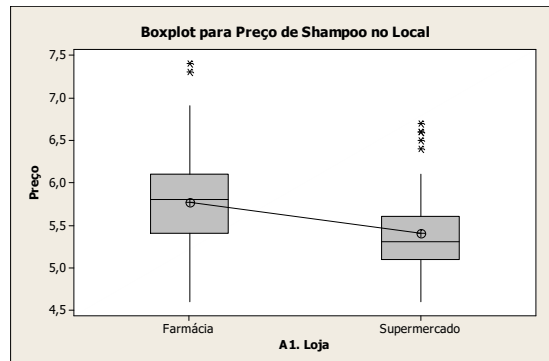 Boxplot para Preço de Shampoo no Local
7,5
7,0
6,5
6,0
5,5
5,0
4,5
Preço
Farmácia
Supermercado
A1. Loja